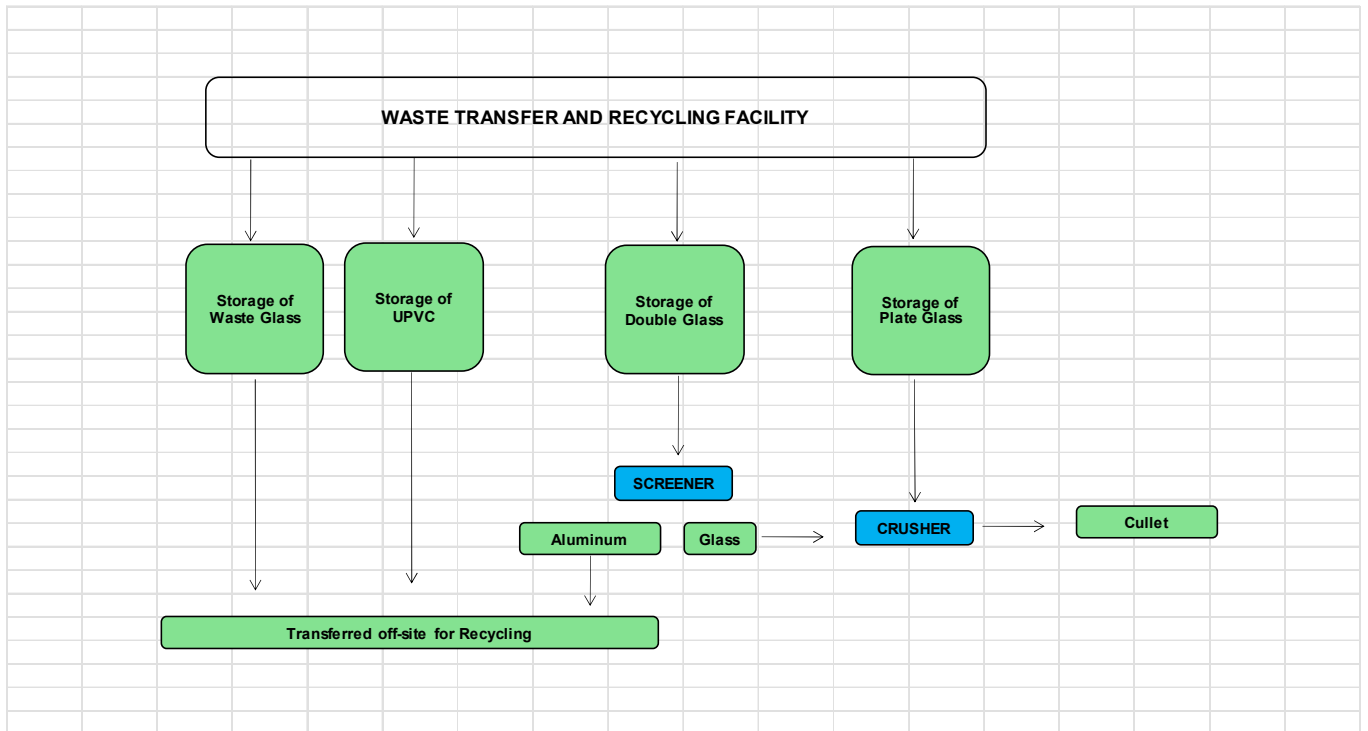 WASTE TRANSFER AND RECYCLING FACILITY
Storage of
Waste Glass
Storage of
UPVC
Storage of
Double Glass
Storage of
Plate Glass
SCREENER
Aluminum
Glass
CRUSHER
Cullet
Transferred off-site for Recycling